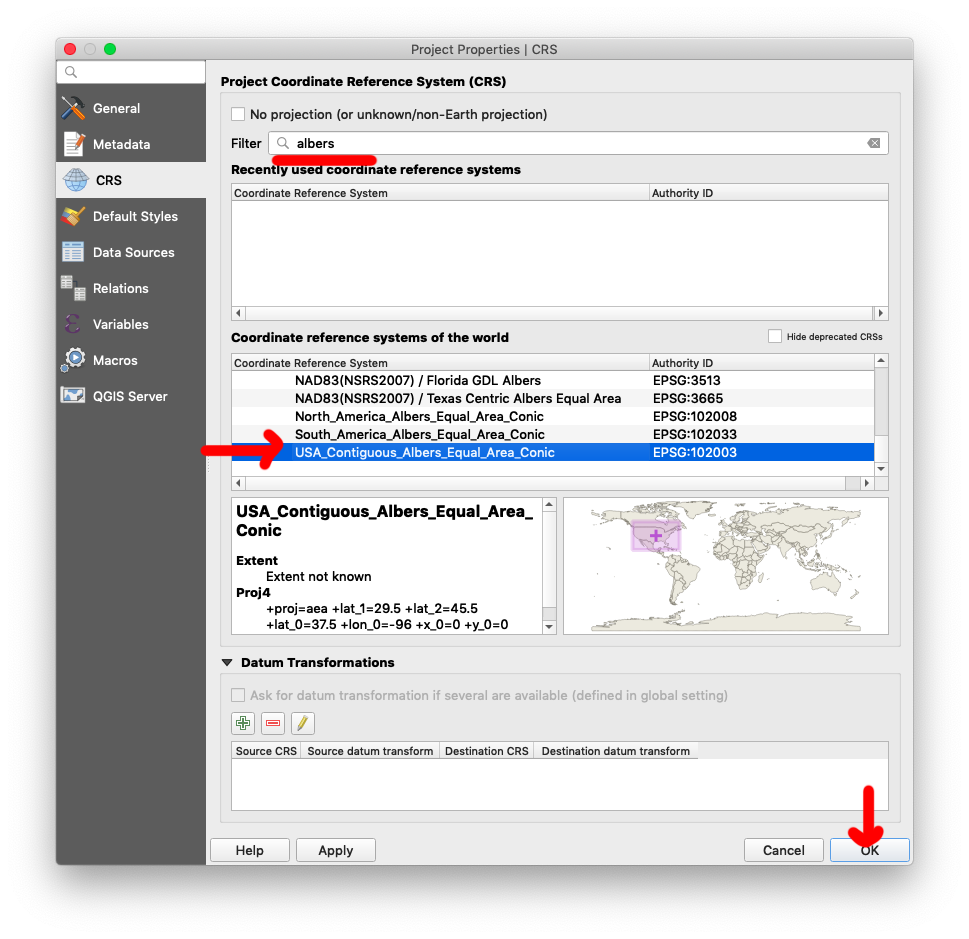 Project Properties | CRS
General
Metadata
CRS
Default Styles
Data Sources
Relations
Variables
Macros
QGIS Server
Project Coordinate Reference System (CRS)
No projection (or unknown/non-Earth projection)
Filter albers
Recently used coordinate reference systems
Coordinate Reference System Authority ID
Coordinate reference systems of the world Hide deprecated CRSs
Coordinate Reference System Authority ID
NAD83(NSRS2007) / Florida GDL Albers EPSG:3513
NAD83(NSRS2007) / Texas Centric Albers Equal Area EPSG:3665
North_America_Albers_Equal_Area_Conic EPSG:102008
South_America_Albers_Equal_Area_Conic EPSG:102033
USA_Contiguous_Albers_Equal_Area_Conic EPSG:102003
USA_Contiguous_Albers_Equal_Area_
Conic
Extent
Extent not known
Proj4
+proj=aea +lat_1=29.5 +lat_2=45.5
+lat_0=37.5 +lon_0=-96 +x_0=0 +y_0=0
Datum Transformations
Ask for datum transformation if several are available (defined in global setting)
Source CRS Source datum transform Destination CRS Destination datum transform
Help Apply Cancel OK